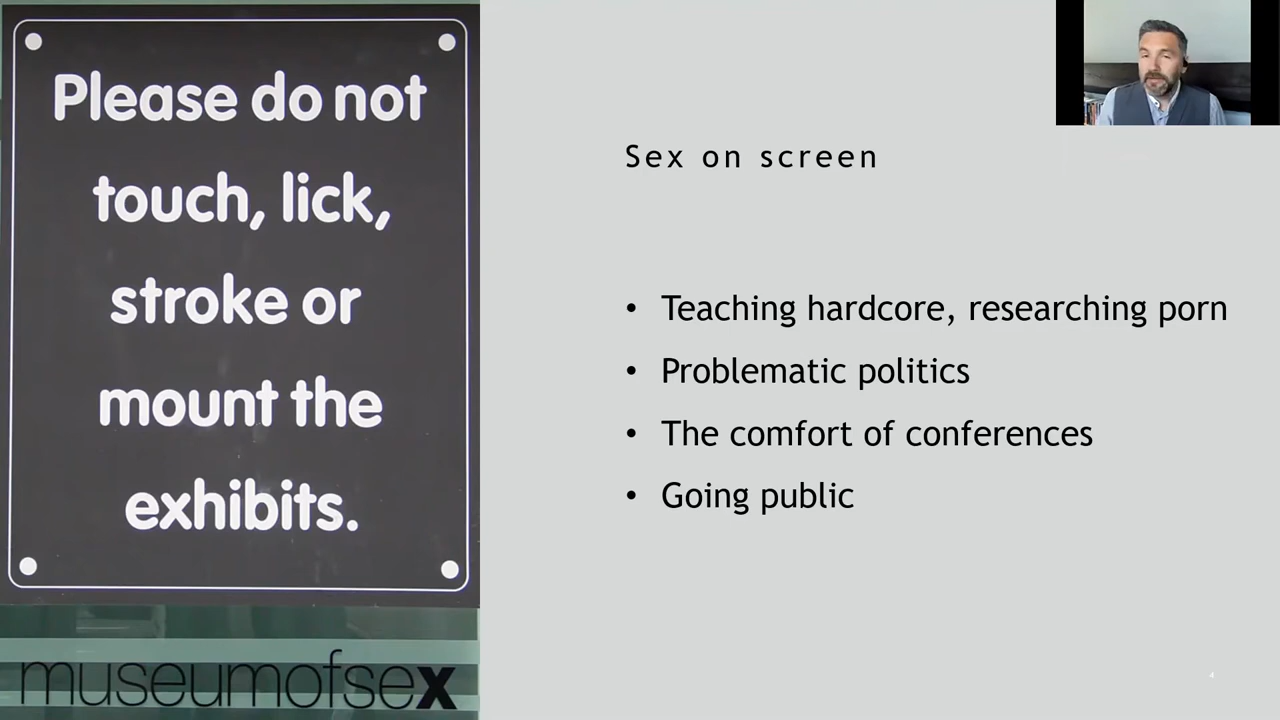 Please do not
touch, lick,
stroke or
mount the
exhibits.
museumofsex
Sex on screen
• Teaching hardcore, researching porn
• Problematic politics
• The comfort of conferences
• Going public
4